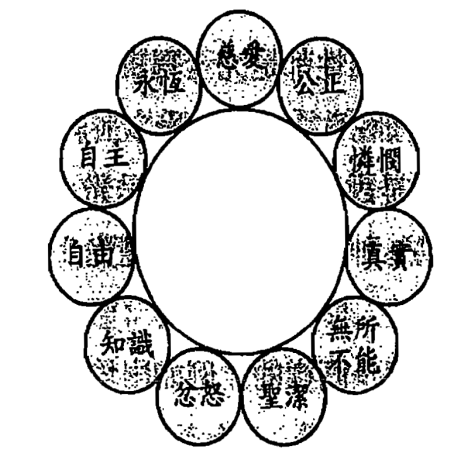 慈愛
公正
憐憫
真實
無所
不能
聖潔
忿怒
知識
自由
自主
永恆